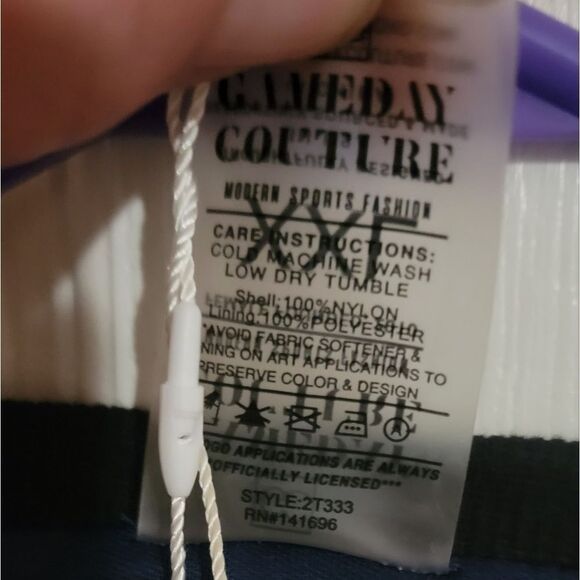 GAMEDAY
COUTURE
MODERN SPORTS FASHION
XXL
CARE INSTRUCTIONS:
COLD MACHINE WASH
LOW DRY TUMBLE
Shell:100%NYLON
Lining:100%POLYESTER
*AVOID FABRIC SOFTENER &
ON ART APPLICATIONS TO
PRESERVE COLOR & DESIGN
APPLICATIONS ARE ALWAYS
OFFICIALLY LICENSED***
STYLE:2T333
RN#141696